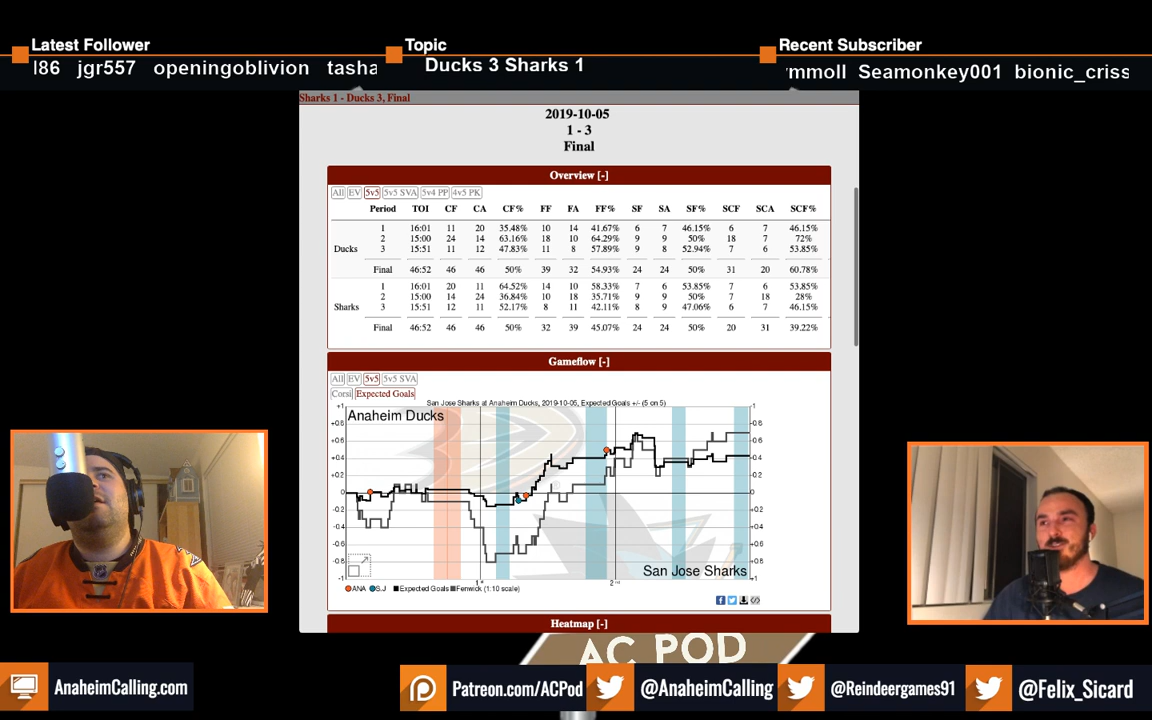 Latest Follower
l86 jgr557 openingoblivion tasha
Topic
Ducks 3 Sharks 1
Recent Subscriber
mmoll Seamonkey001 bionic_criss
Sharks 1 - Ducks 3, Final
2019-10-05
1 - 3
Final
Overview [-]
All EV 5v5 5v5 SVA 5v4 PP 4v5 PK
Period TOI CF CA CF% FF FA FF% SF SA SF% SCF SCA SCF%
1 16:01 11 20 35.48% 10 14 41.67% 6 7 46.15% 6 7 46.15%
2 15:00 24 14 63.16% 18 10 64.29% 9 9 50% 18 7 72%
Ducks 3 15:51 11 12 47.83% 11 8 57.89% 9 8 52.94% 7 6 53.85%
Final 46:52 46 46 50% 39 32 54.93% 24 24 50% 31 20 60.78%
1 16:01 20 11 64.52% 14 10 58.33% 7 6 53.85% 7 6 53.85%
2 15:00 14 24 36.84% 10 18 35.71% 9 9 50% 7 18 28%
Sharks 3 15:51 12 11 52.17% 8 11 42.11% 8 9 47.06% 6 7 46.15%
Final 46:52 46 46 50% 32 39 45.07% 24 24 50% 20 31 39.22%
Gameflow [-]
All EV 5v5 5v5 SVA
Corsi Expected Goals
San Jose Sharks at Anaheim Ducks, 2019-10-05, Expected Goals +/- (5 on 5)
Anaheim Ducks
San Jose Sharks
ANA S.J Expected Goals Fenwick (1:10 scale)
Heatmap [-]
AC POD
AnaheimCalling.com
Patreon.com/ACPod
@AnaheimCalling
@Reindeergames91
@Felix_Sicard